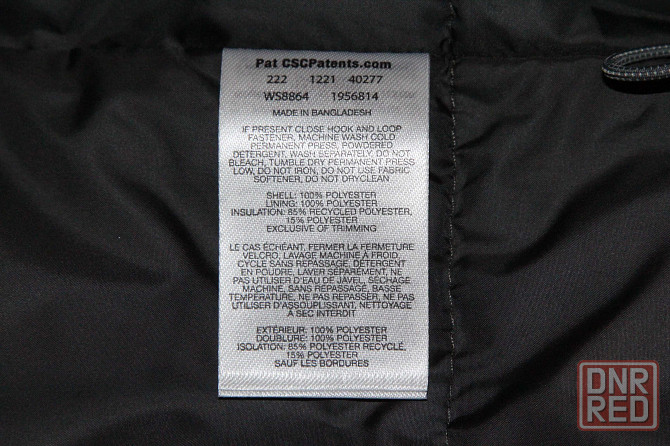 Pat CSCPatents.com
222 1221 40277
WS8864 1956814
MADE IN BANGLADESH
IF PRESENT CLOSE HOOK AND LOOP
FASTENER, MACHINE WASH COLD
PERMANENT PRESS, POWDERED
DETERGENT, WASH SEPARATELY, DO NOT
BLEACH, TUMBLE DRY PERMANENT PRESS
LOW, DO NOT IRON, DO NOT USE FABRIC
SOFTENER, DO NOT DRYCLEAN
SHELL: 100% POLYESTER
LINING: 100% POLYESTER
INSULATION: 85% RECYCLED POLYESTER,
15% POLYESTER
EXCLUSIVE OF TRIMMING
LE CAS ÉCHÉANT, FERMER LA FERMETURE
VELCRO, LAVAGE MACHINE À FROID,
CYCLE SANS REPASSAGE, DÉTERGENT
EN POUDRE, LAVER SÉPARÉMENT, NE
PAS UTILISER D'EAU DE JAVEL, SÉCHAGE
MACHINE, SANS REPASSAGE, BASSE
TEMPÉRATURE, NE PAS REPASSER, NE PAS
UTILISER D'ASSOUPLISSANT, NETTOYAGE
À SEC INTERDIT
EXTÉRIEUR: 100% POLYESTER
DOUBLURE: 100% POLYESTER
ISOLATION: 85% POLYESTER RECYCLÉ,
15% POLYESTER
SAUF LES BORDURES
DNR
RED